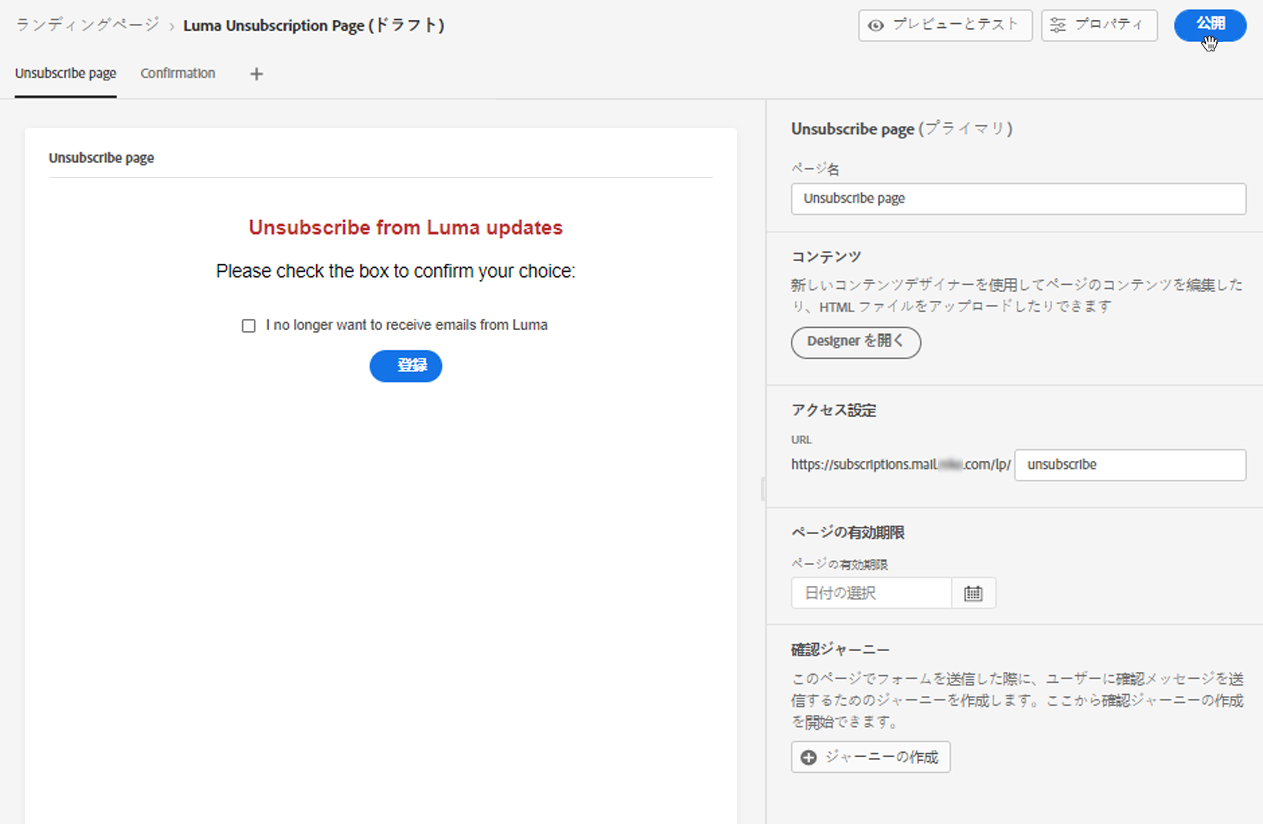 ランディングページ › Luma Unsubscription Page (ドラフト)
プレビューとテスト
プロパティ
公開
Unsubscribe page
Confirmation
Unsubscribe page
Unsubscribe from Luma updates
Please check the box to confirm your choice:
I no longer want to receive emails from Luma
登録
Unsubscribe page (プライマリ)
ページ名
Unsubscribe page
コンテンツ
新しいコンテンツデザイナーを使用してページのコンテンツを編集した
り、HTML ファイルをアップロードしたりできます
Designer を開く
アクセス設定
URL
https://subscriptions.mail. .com/lp/
unsubscribe
ページの有効期限
ページの有効期限
日付の選択
確認ジャーニー
このページでフォームを送信した際に、ユーザーに確認メッセージを送
信するためのジャーニーを作成します。ここから確認ジャーニーの作成
を開始できます。
ジャーニーの作成